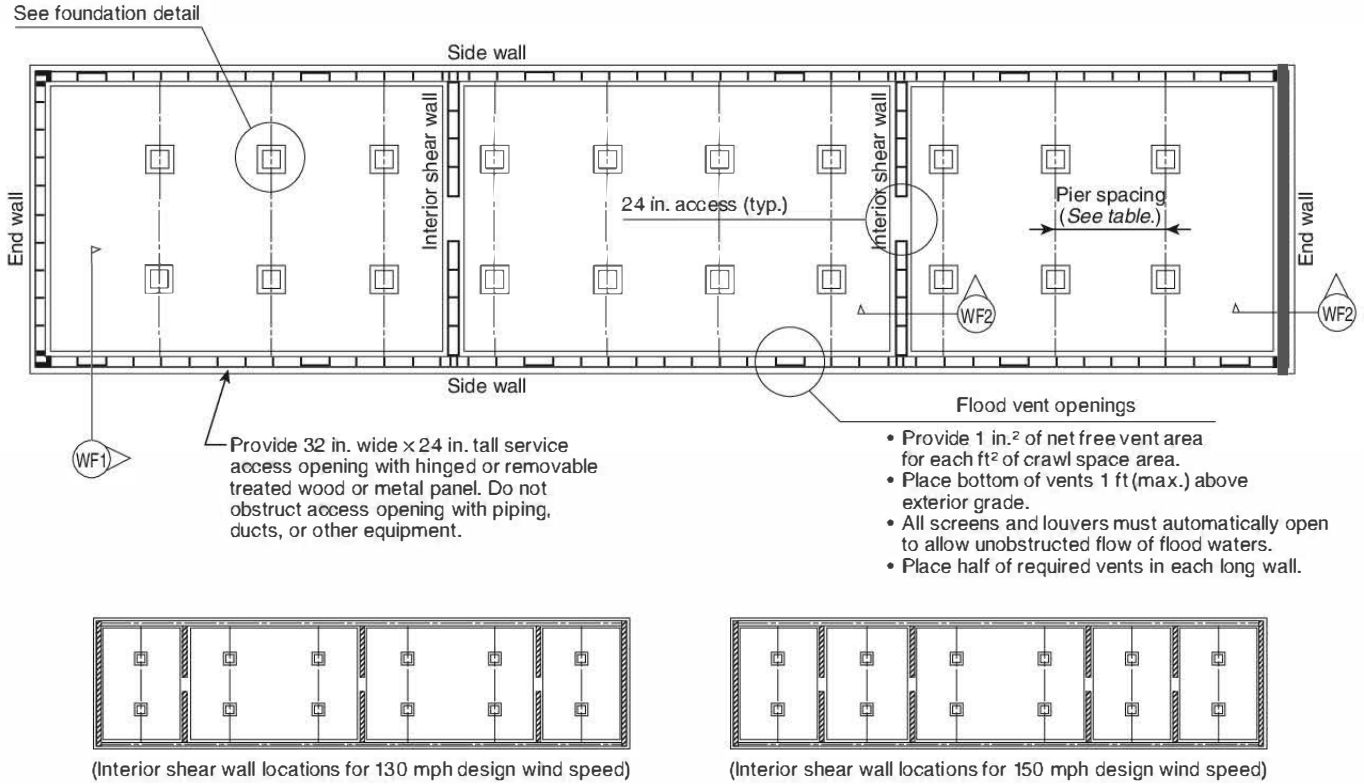 See foundation detail
Side wall
End wall
Interior shear wall
24 in. access (typ.)
Interior shear wall
Pier spacing
(See table.)
End wall
WF2
WF2
Side wall
WF1
Provide 32 in. wide × 24 in. tall service
access opening with hinged or removable
treated wood or metal panel. Do not
obstruct access opening with piping,
ducts, or other equipment.
Flood vent openings
• Provide 1 in.² of net free vent area
for each ft² of crawl space area.
• Place bottom of vents 1 ft (max.) above
exterior grade.
• All screens and louvers must automatically open
to allow unobstructed flow of flood waters.
• Place half of required vents in each long wall.
(Interior shear wall locations for 130 mph design wind speed)
(Interior shear wall locations for 150 mph design wind speed)